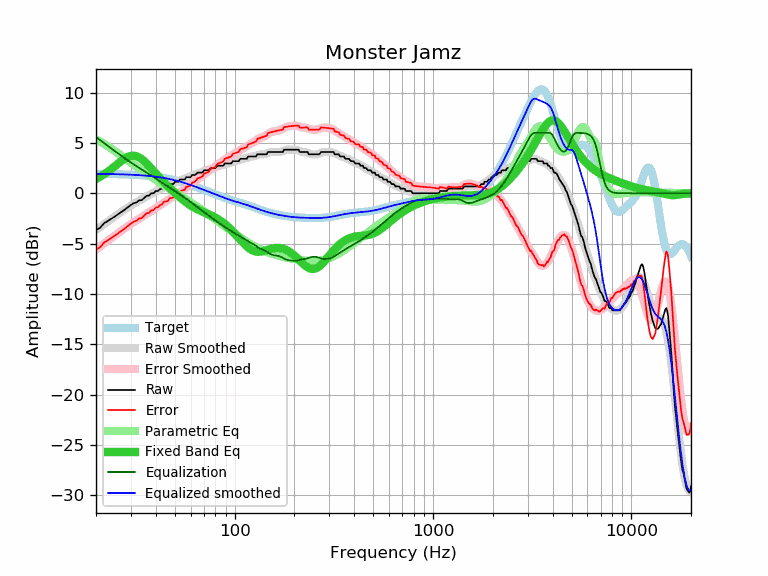 Monster Jamz
10
5
0
−5
−10
−15
−20
−25
−30
Amplitude (dBr)
Target
Raw Smoothed
Error Smoothed
Raw
Error
Parametric Eq
Fixed Band Eq
Equalization
Equalized smoothed
100 1000 10000
Frequency (Hz)